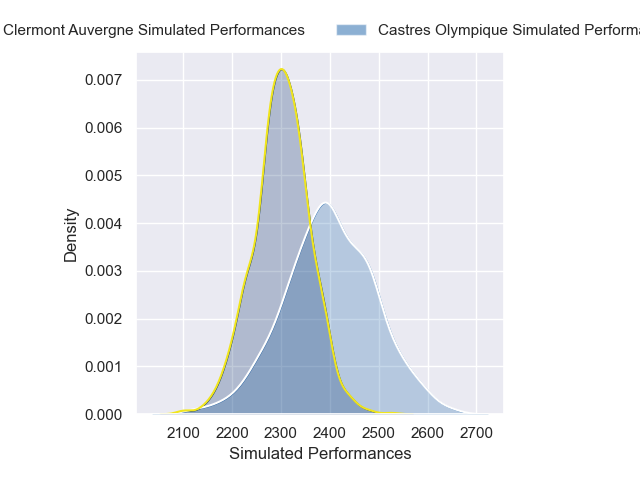 Clermont Auvergne Simulated Performances
Castres Olympique Simulated Performa
0.007
0.006
0.005
0.004
0.003
0.002
0.001
0.000
Density
2100 2200 2300 2400 2500 2600 2700
Simulated Performances